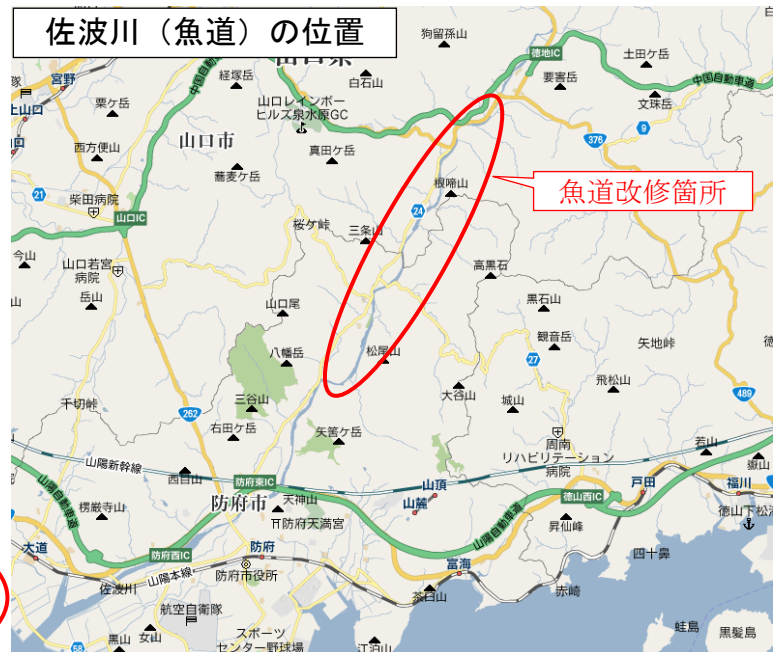 佐波川（魚道）の位置
狗留孫山
徳地IC
土田ケ岳
宮野
経塚岳
白石山
要害岳
中国自動車道
文珠岳
上山口
栗ケ岳
山口レインボー
ヒルズ泉水原GC
山口市
9
376
西方便山
真田ケ岳
蕎麦ケ岳
根啼山
魚道改修箇所
21
柴田病院
山口IC
24
桜ケ峠
三条山
今山
山口若宮
病院
高黒石
岳山
山口尾
黒石山
八幡岳
松尾山
観音岳
矢地峠
27
飛松山
大谷山
城山
489
千切峠
262
三谷山
右田ケ岳
矢筈ケ岳
周南
リハビリテーション
病院
若山
嶽山
山陽新幹線
西目山
防府東IC
山頂
山麓
戸田
福川
徳山西IC
防府市
天神山
防府天満宮
楞厳寺山
山陽自動車道
山陽自動車道
昇仙峰
徳山下松港
大道
防府西IC
防府
防府市役所
富海
四十鼻
佐波川
山陽本線
茶臼山
赤崎
航空自衛隊
蛙島
黒髪島
58
黒山
女山
スポーツ
センター野球場
江泊山